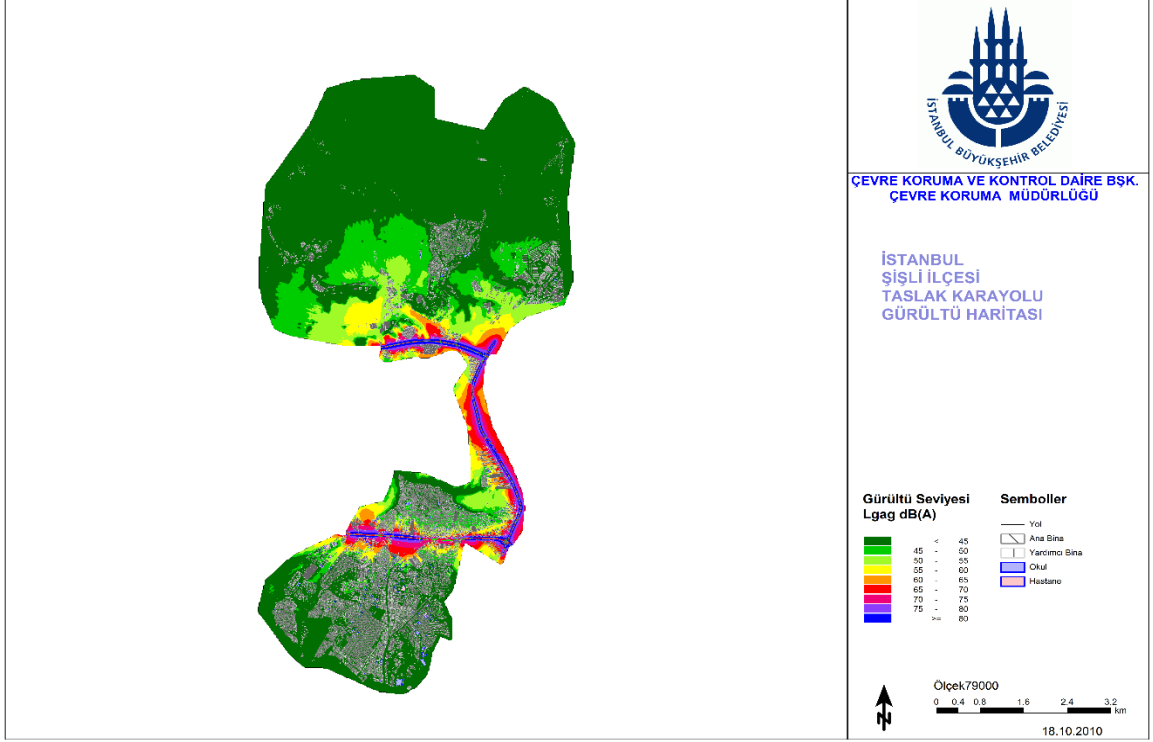 İSTANBUL BÜYÜKŞEHİR BELEDİYESİ
ÇEVRE KORUMA VE KONTROL DAİRE BŞK.
ÇEVRE KORUMA MÜDÜRLÜĞÜ
İSTANBUL
ŞİŞLİ İLÇESİ
TASLAK KARAYOLU
GÜRÜLTÜ HARİTASI
Gürültü Seviyesi
Lgag dB(A)
< 45
45 - 50
50 - 55
55 - 60
60 - 65
65 - 70
70 - 75
75 - 80
>= 80
Semboller
Yol
Ana Bina
Yardımcı Bina
Okul
Hastane
N
Ölçek79000
0 0.4 0.8 1.6 2.4 3.2
km
18.10.2010